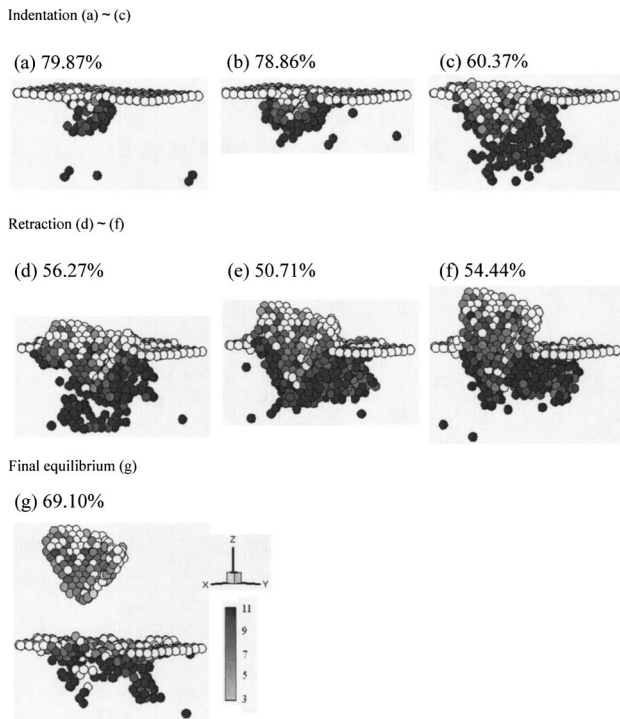 Indentation (a) ~ (c)
(a) 79.87%
(b) 78.86%
(c) 60.37%
Retraction (d) ~ (f)
(d) 56.27%
(e) 50.71%
(f) 54.44%
Final equilibrium (g)
(g) 69.10%
Z
X
Y
11
9
7
5
3